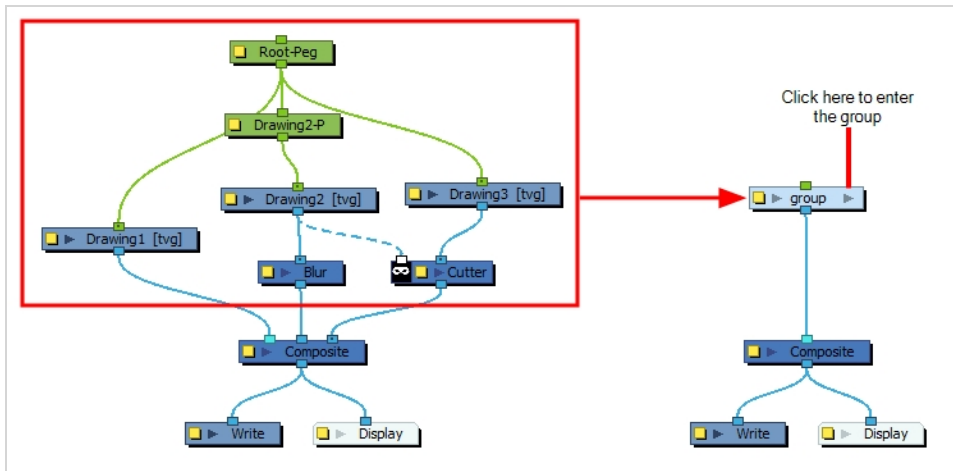 Root-Peg
Drawing2-P
Drawing2 [tvg]
Drawing3 [tvg]
Drawing1 [tvg]
Blur
Cutter
Composite
Write
Display
Click here to enter
the group
group
Composite
Write
Display